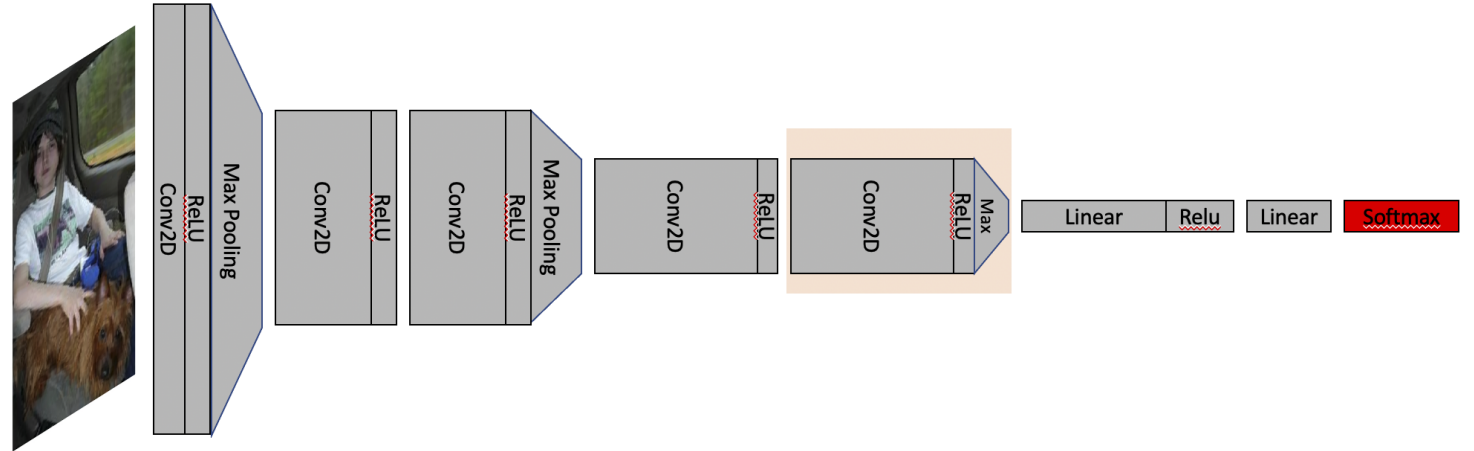 Conv2D
ReLU
Max Pooling
Conv2D
ReLU
Conv2D
ReLU
Max Pooling
Conv2D
ReLU
Conv2D
ReLU
Max
Linear
Relu
Linear
Softmax